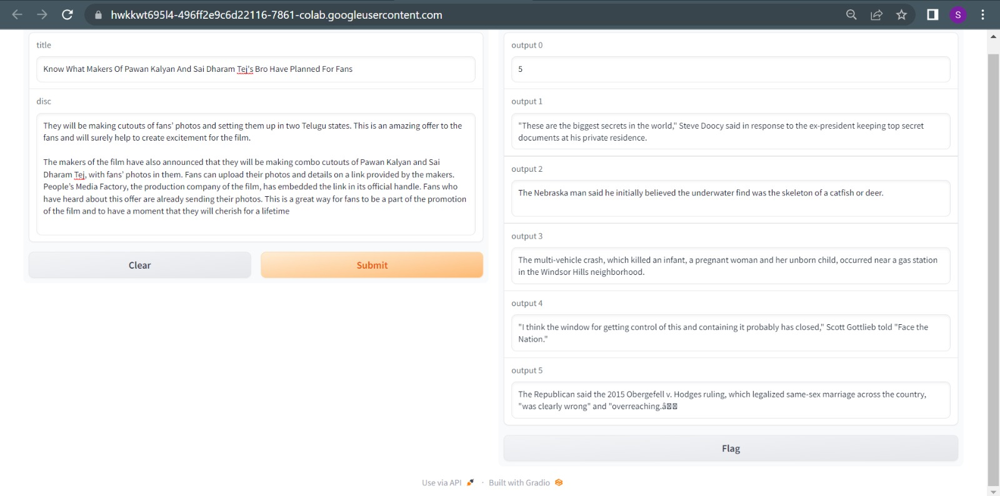 hwkkwt695l4-496ff2e9c6d22116-7861-colab.googleusercontent.com
S
title
Know What Makers Of Pawan Kalyan And Sai Dharam Tej's Bro Have Planned For Fans
disc
They will be making cutouts of fans’ photos and setting them up in two Telugu states. This is an amazing offer to the
fans and will surely help to create excitement for the film.
The makers of the film have also announced that they will be making combo cutouts of Pawan Kalyan and Sai
Dharam Tej, with fans’ photos in them. Fans can upload their photos and details on a link provided by the makers.
People’s Media Factory, the production company of the film, has embedded the link in its official handle. Fans who
have heard about this offer are already sending their photos. This is a great way for fans to be a part of the promotion
of the film and to have a moment that they will cherish for a lifetime
Clear
Submit
output 0
5
output 1
"These are the biggest secrets in the world," Steve Doocy said in response to the ex-president keeping top secret
documents at his private residence.
output 2
The Nebraska man said he initially believed the underwater find was the skeleton of a catfish or deer.
output 3
The multi-vehicle crash, which killed an infant, a pregnant woman and her unborn child, occurred near a gas station
in the Windsor Hills neighborhood.
output 4
"I think the window for getting control of this and containing it probably has closed," Scott Gottlieb told "Face the
Nation."
output 5
The Republican said the 2015 Obergefell v. Hodges ruling, which legalized same-sex marriage across the country,
"was clearly wrong" and "overreaching.â
Flag
Use via API · Built with Gradio